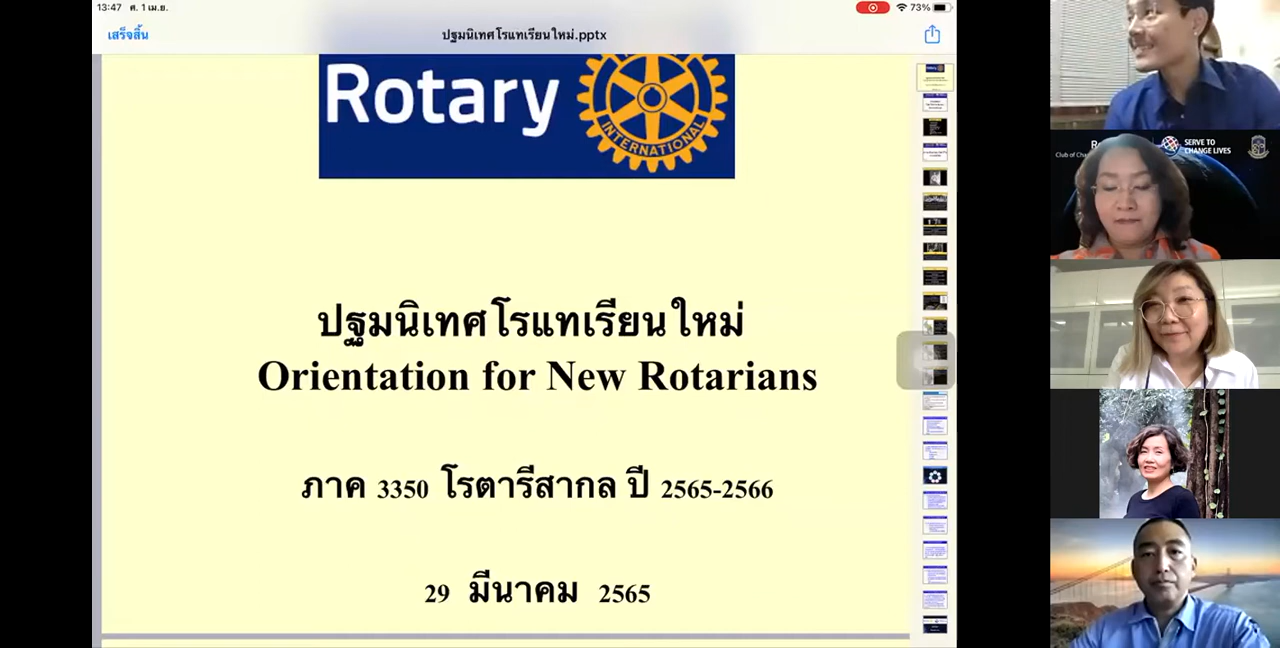 13:47 ศ. 1 เม.ย.
73%
เสร็จสิ้น
ปฐมนิเทศโรแทเรียนใหม่.pptx
Rotary
INTERNATIONAL
ปฐมนิเทศโรแทเรียนใหม่
Orientation for New Rotarians
ภาค 3350 โรตารีสากล ปี 2565-2566
29 มีนาคม 2565
SERVE TO
CHANGE LIVES
Club of